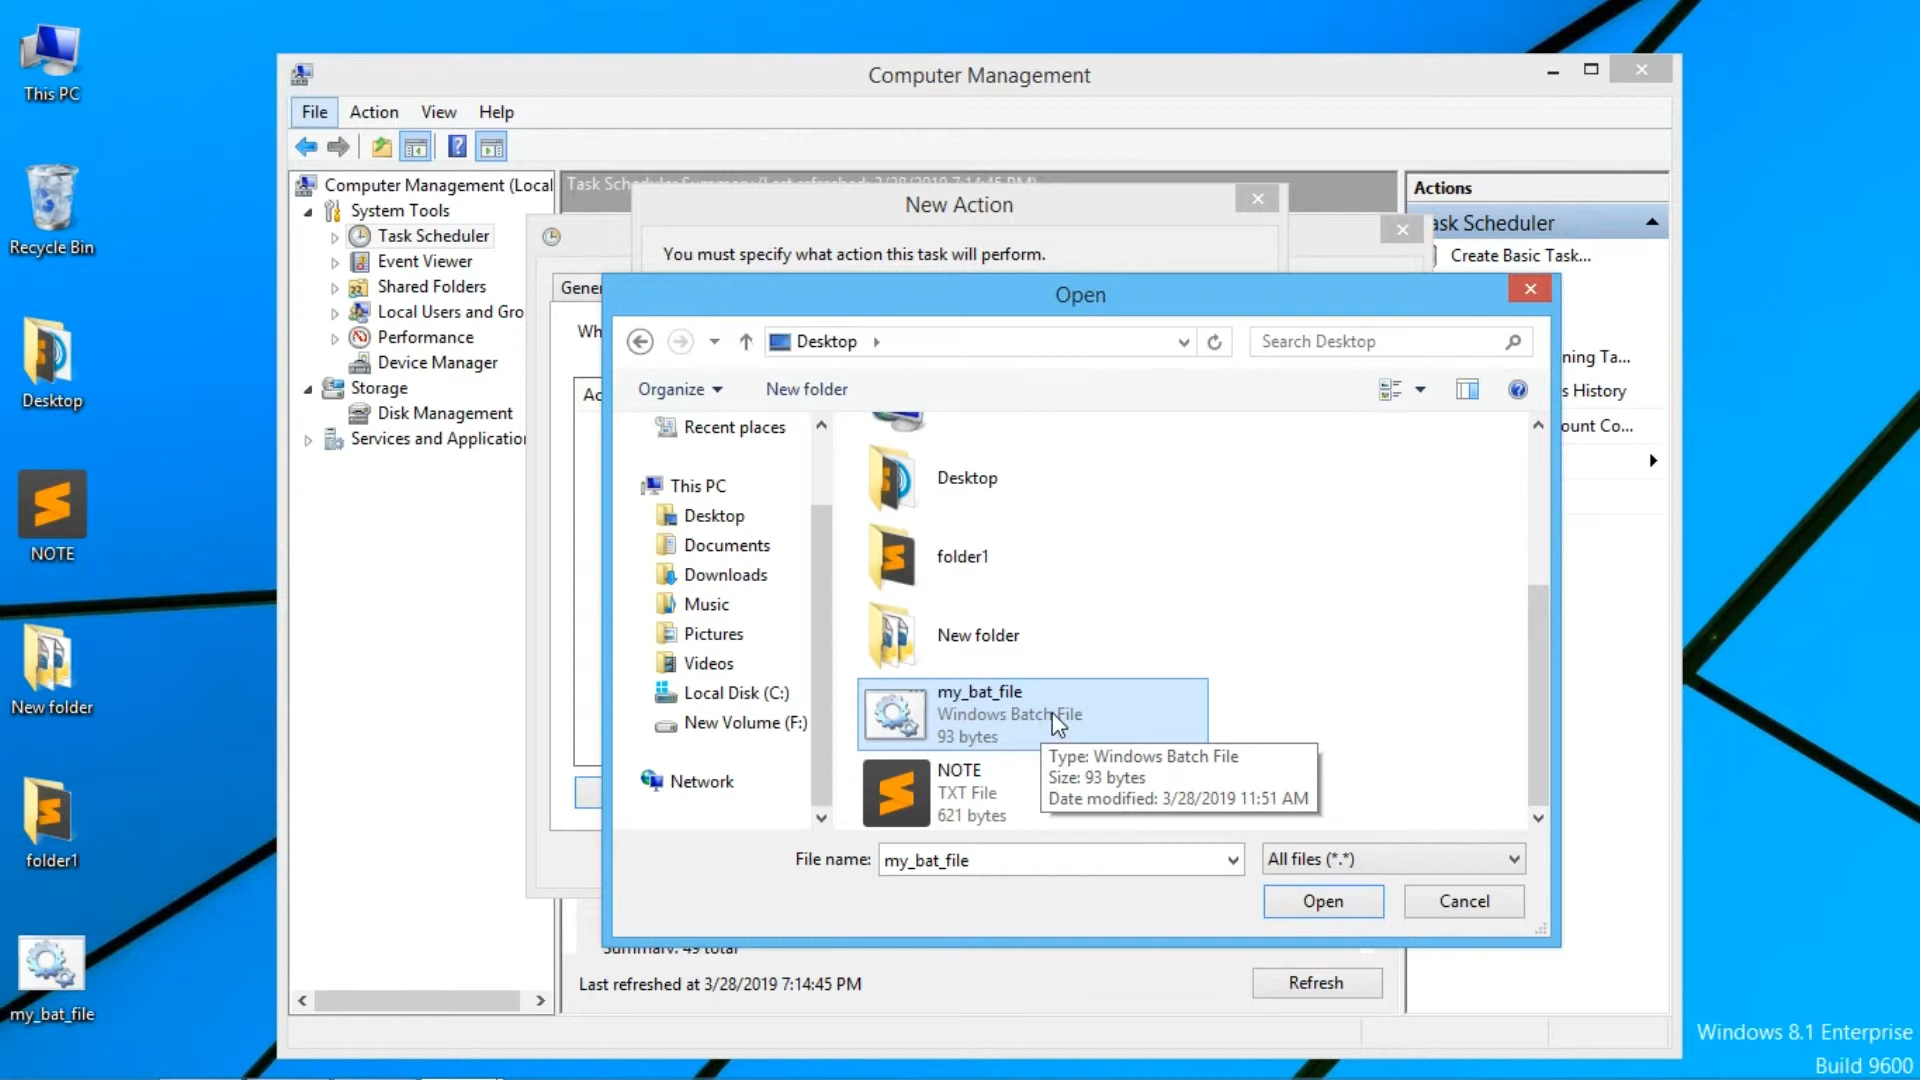 This PC
Recycle Bin
Desktop
NOTE
New folder
folder1
my_bat_file
Computer Management
File Action View Help
Computer Management (Local
System Tools
Task Scheduler
Event Viewer
Shared Folders
Local Users and Gro
Performance
Device Manager
Storage
Disk Management
Services and Application
Task Scheduler Summary (Last refreshed: 3/28/2019 7:14:45 PM)
New Action
You must specify what action this task will perform.
Gener
Wh
Ac
Open
Desktop
Search Desktop
Organize
New folder
Recent places
This PC
Desktop
Documents
Downloads
Music
Pictures
Videos
Local Disk (C:)
New Volume (F:)
Network
Desktop
folder1
New folder
my_bat_file
Windows Batch File
93 bytes
Type: Windows Batch File
Size: 93 bytes
Date modified: 3/28/2019 11:51 AM
NOTE
TXT File
621 bytes
File name: my_bat_file
All files (*.*)
Open Cancel
Summary: 49 total
Last refreshed at 3/28/2019 7:14:45 PM
Refresh
Actions
ask Scheduler
Create Basic Task...
ning Ta...
s History
ount Co...
Windows 8.1 Enterprise
Build 9600